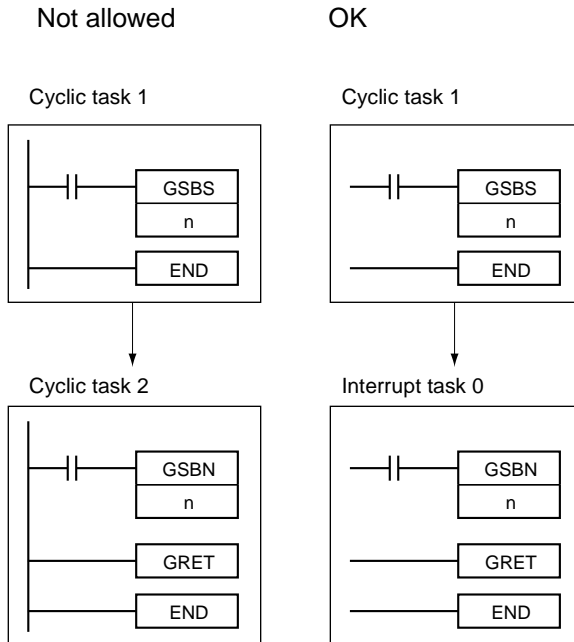 Not allowed
OK
Cyclic task 1
GSBS
n
END
Cyclic task 2
GSBN
n
GRET
END
Cyclic task 1
GSBS
n
END
Interrupt task 0
GSBN
n
GRET
END